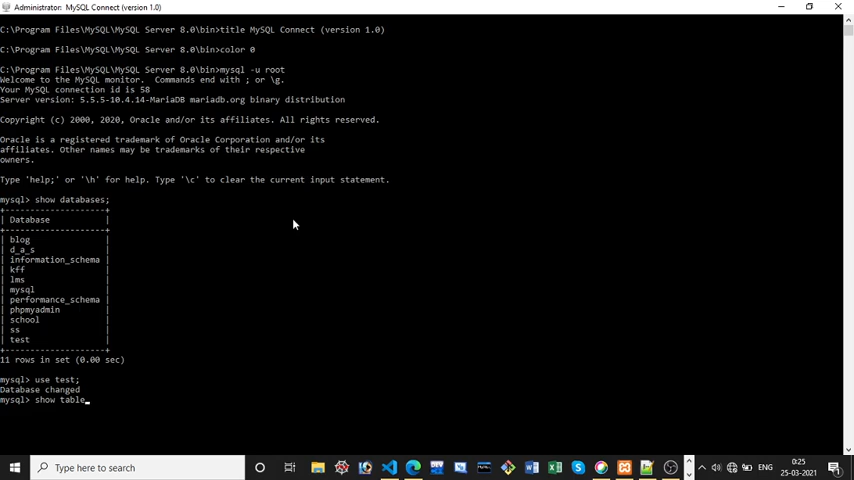 Administrator: MySQL Connect (version 1.0)
C:\Program Files\MySQL\MySQL Server 8.0\bin>title MySQL Connect (version 1.0)
C:\Program Files\MySQL\MySQL Server 8.0\bin>color 0
C:\Program Files\MySQL\MySQL Server 8.0\bin>mysql -u root
Welcome to the MySQL monitor.  Commands end with ; or \g.
Your MySQL connection id is 58
Server version: 5.5.5-10.4.14-MariaDB mariadb.org binary distribution
Copyright (c) 2000, 2020, Oracle and/or its affiliates. All rights reserved.
Oracle is a registered trademark of Oracle Corporation and/or its
affiliates. Other names may be trademarks of their respective
owners.
Type 'help;' or '\h' for help. Type '\c' to clear the current input statement.
mysql> show databases;
+--------------------+
| Database           |
+--------------------+
| blog               |
| d_a_s              |
| information_schema |
| kff                |
| lms                |
| mysql              |
| performance_schema |
| phpmyadmin         |
| school             |
| ss                 |
| test               |
+--------------------+
11 rows in set (0.00 sec)
mysql> use test;
Database changed
mysql> show table_
Type here to search
ENG
0:25
25-03-2021